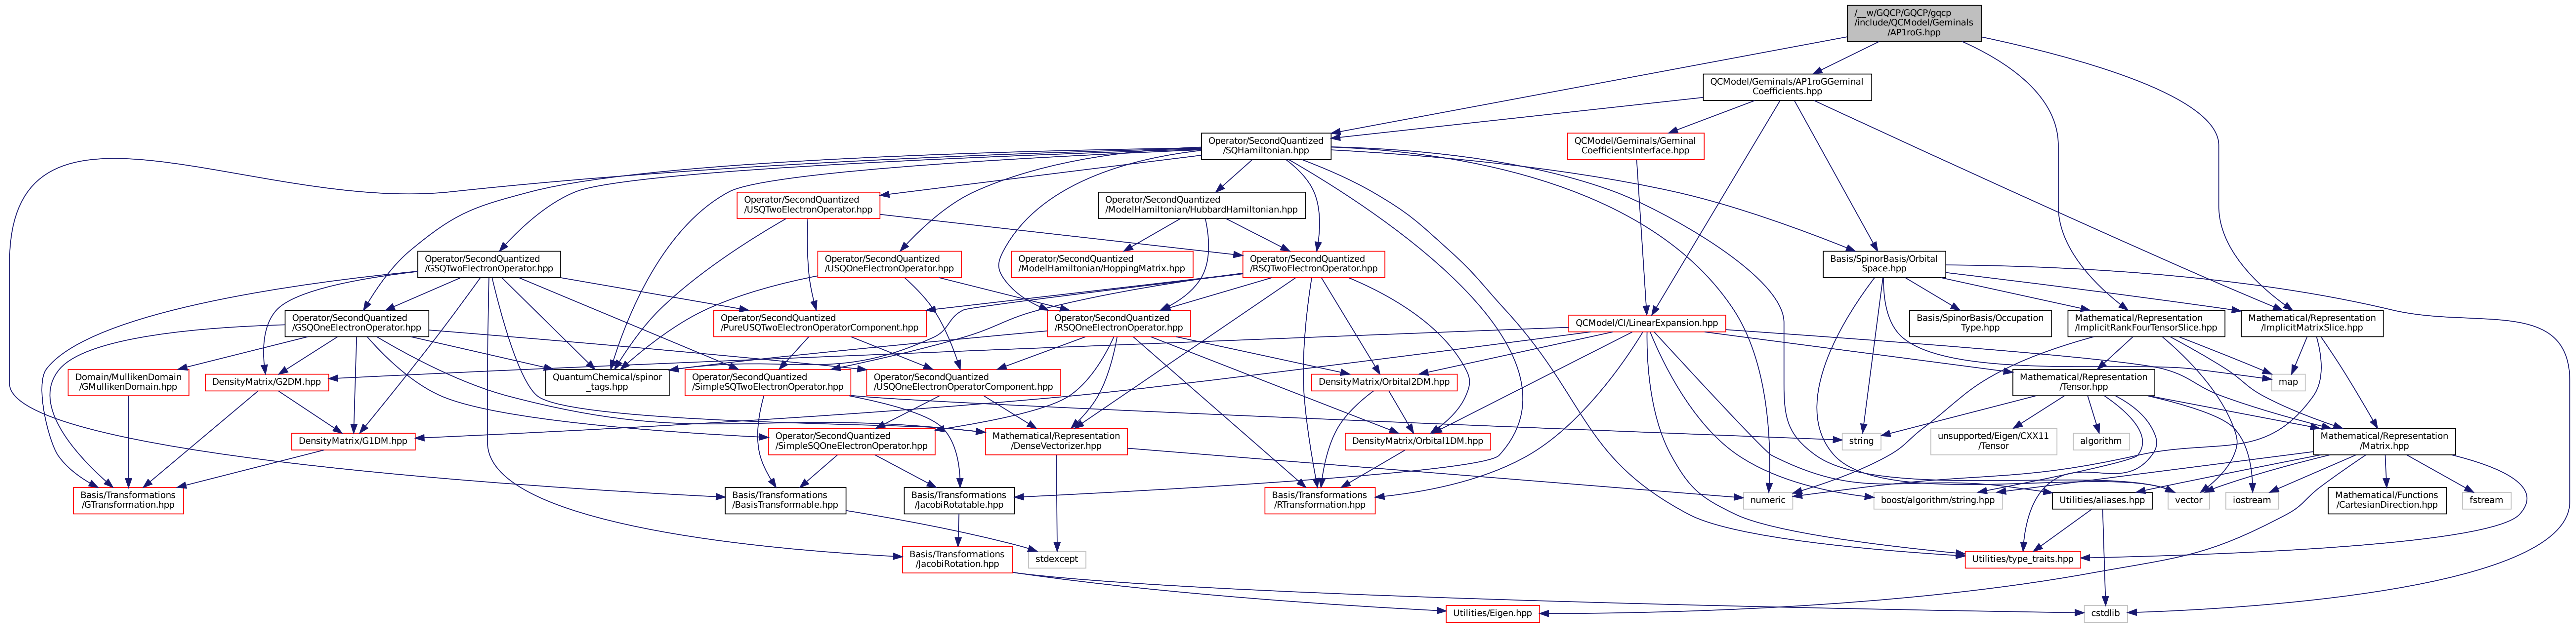 /__w/GQCP/GQCP/gqcp
/include/QCModel/Geminals
/AP1roG.hpp
QCModel/Geminals/AP1roGGeminal
Coefficients.hpp
Operator/SecondQuantized
/SQHamiltonian.hpp
QCModel/Geminals/Geminal
CoefficientsInterface.hpp
Operator/SecondQuantized
/USQTwoElectronOperator.hpp
Operator/SecondQuantized
/ModelHamiltonian/HubbardHamiltonian.hpp
Operator/SecondQuantized
/GSQTwoElectronOperator.hpp
Operator/SecondQuantized
/USQOneElectronOperator.hpp
Operator/SecondQuantized
/ModelHamiltonian/HoppingMatrix.hpp
Operator/SecondQuantized
/RSQTwoElectronOperator.hpp
Basis/SpinorBasis/Orbital
Space.hpp
Operator/SecondQuantized
/GSQOneElectronOperator.hpp
Operator/SecondQuantized
/PureUSQTwoElectronOperatorComponent.hpp
Operator/SecondQuantized
/RSQOneElectronOperator.hpp
QCModel/CI/LinearExpansion.hpp
Basis/SpinorBasis/Occupation
Type.hpp
Mathematical/Representation
/ImplicitRankFourTensorSlice.hpp
Mathematical/Representation
/ImplicitMatrixSlice.hpp
Domain/MullikenDomain
/GMullikenDomain.hpp
DensityMatrix/G2DM.hpp
QuantumChemical/spinor
_tags.hpp
Operator/SecondQuantized
/SimpleSQTwoElectronOperator.hpp
Operator/SecondQuantized
/USQOneElectronOperatorComponent.hpp
DensityMatrix/Orbital2DM.hpp
Mathematical/Representation
/Tensor.hpp
map
DensityMatrix/G1DM.hpp
Operator/SecondQuantized
/SimpleSQOneElectronOperator.hpp
Mathematical/Representation
/DenseVectorizer.hpp
DensityMatrix/Orbital1DM.hpp
string
unsupported/Eigen/CXX11
/Tensor
algorithm
Mathematical/Representation
/Matrix.hpp
Basis/Transformations
/GTransformation.hpp
Basis/Transformations
/BasisTransformable.hpp
Basis/Transformations
/JacobiRotatable.hpp
Basis/Transformations
/RTransformation.hpp
numeric
boost/algorithm/string.hpp
Utilities/aliases.hpp
vector
iostream
Mathematical/Functions
/CartesianDirection.hpp
fstream
Basis/Transformations
/JacobiRotation.hpp
stdexcept
Utilities/type_traits.hpp
Utilities/Eigen.hpp
cstdlib